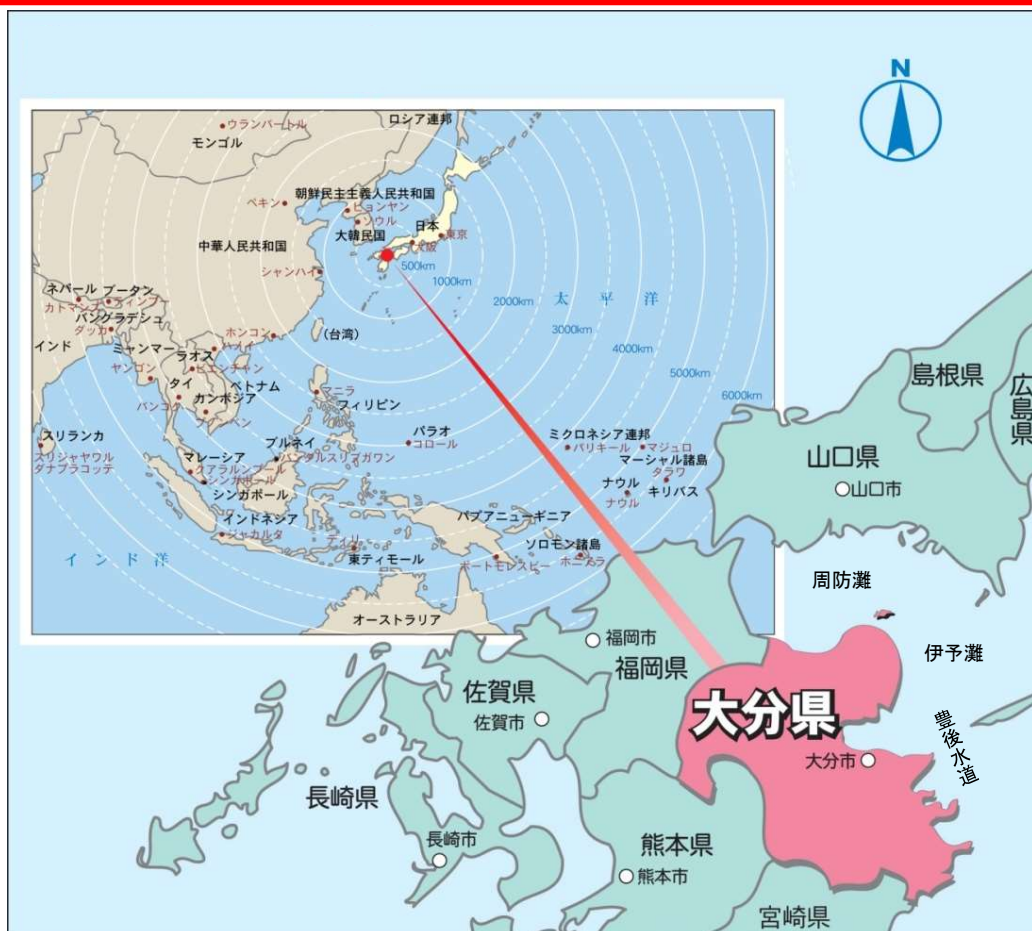 N
ロシア連邦
ウランバートル
モンゴル
朝鮮民主主義人民共和国
ペキン
ピョンヤン
ソウル
日本
大韓民国
東京
大阪
中華人民共和国
シャンハイ
500km
1000km
2000km
3000km
4000km
5000km
6000km
太平洋
ネパール
ブータン
カトマンズ
ティンプー
バングラデシュ
ダッカ
ホンコン
(台湾)
インド
ミャンマー
ラオス
ハノイ
ヤンゴン
ビエンチャン
タイ
ベトナム
バンコク
カンボジア
プノンペン
マニラ
フィリピン
スリランカ
スリジャヤワルダナプラコッテ
ブルネイ
バンダルスリブガワン
パラオ
コロール
ミクロネシア連邦
パリキール
マジュロ
マーシャル諸島
タラワ
マレーシア
クアラルンプール
シンガポール
シンガポール
ナウル
キリバス
ナウル
インドネシア
ジャカルタ
パプアニューギニア
ディリ
東ティモール
ソロモン諸島
ポートモレスビー
ホニアラ
インド洋
オーストラリア
島根県
広島県
山口県
山口市
周防灘
伊予灘
福岡市
福岡県
佐賀県
佐賀市
大分県
豊後水道
大分市
長崎県
長崎市
熊本県
熊本市
宮崎県